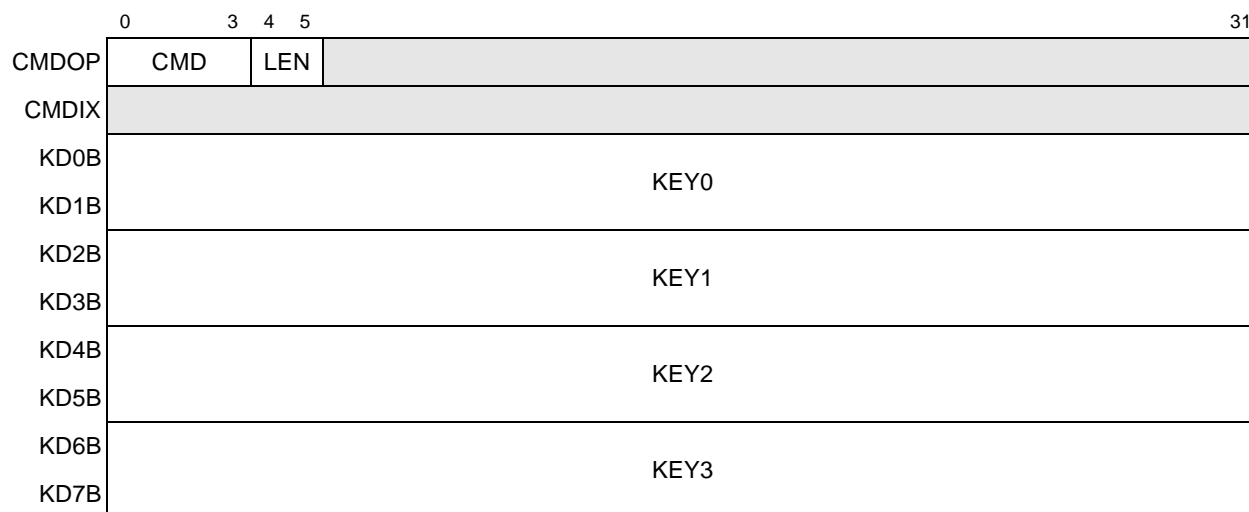 0 3 4 5 31
CMDOP CMD LEN
CMDIX
KD0B
KEY0
KD1B
KD2B
KEY1
KD3B
KD4B
KEY2
KD5B
KD6B
KEY3
KD7B